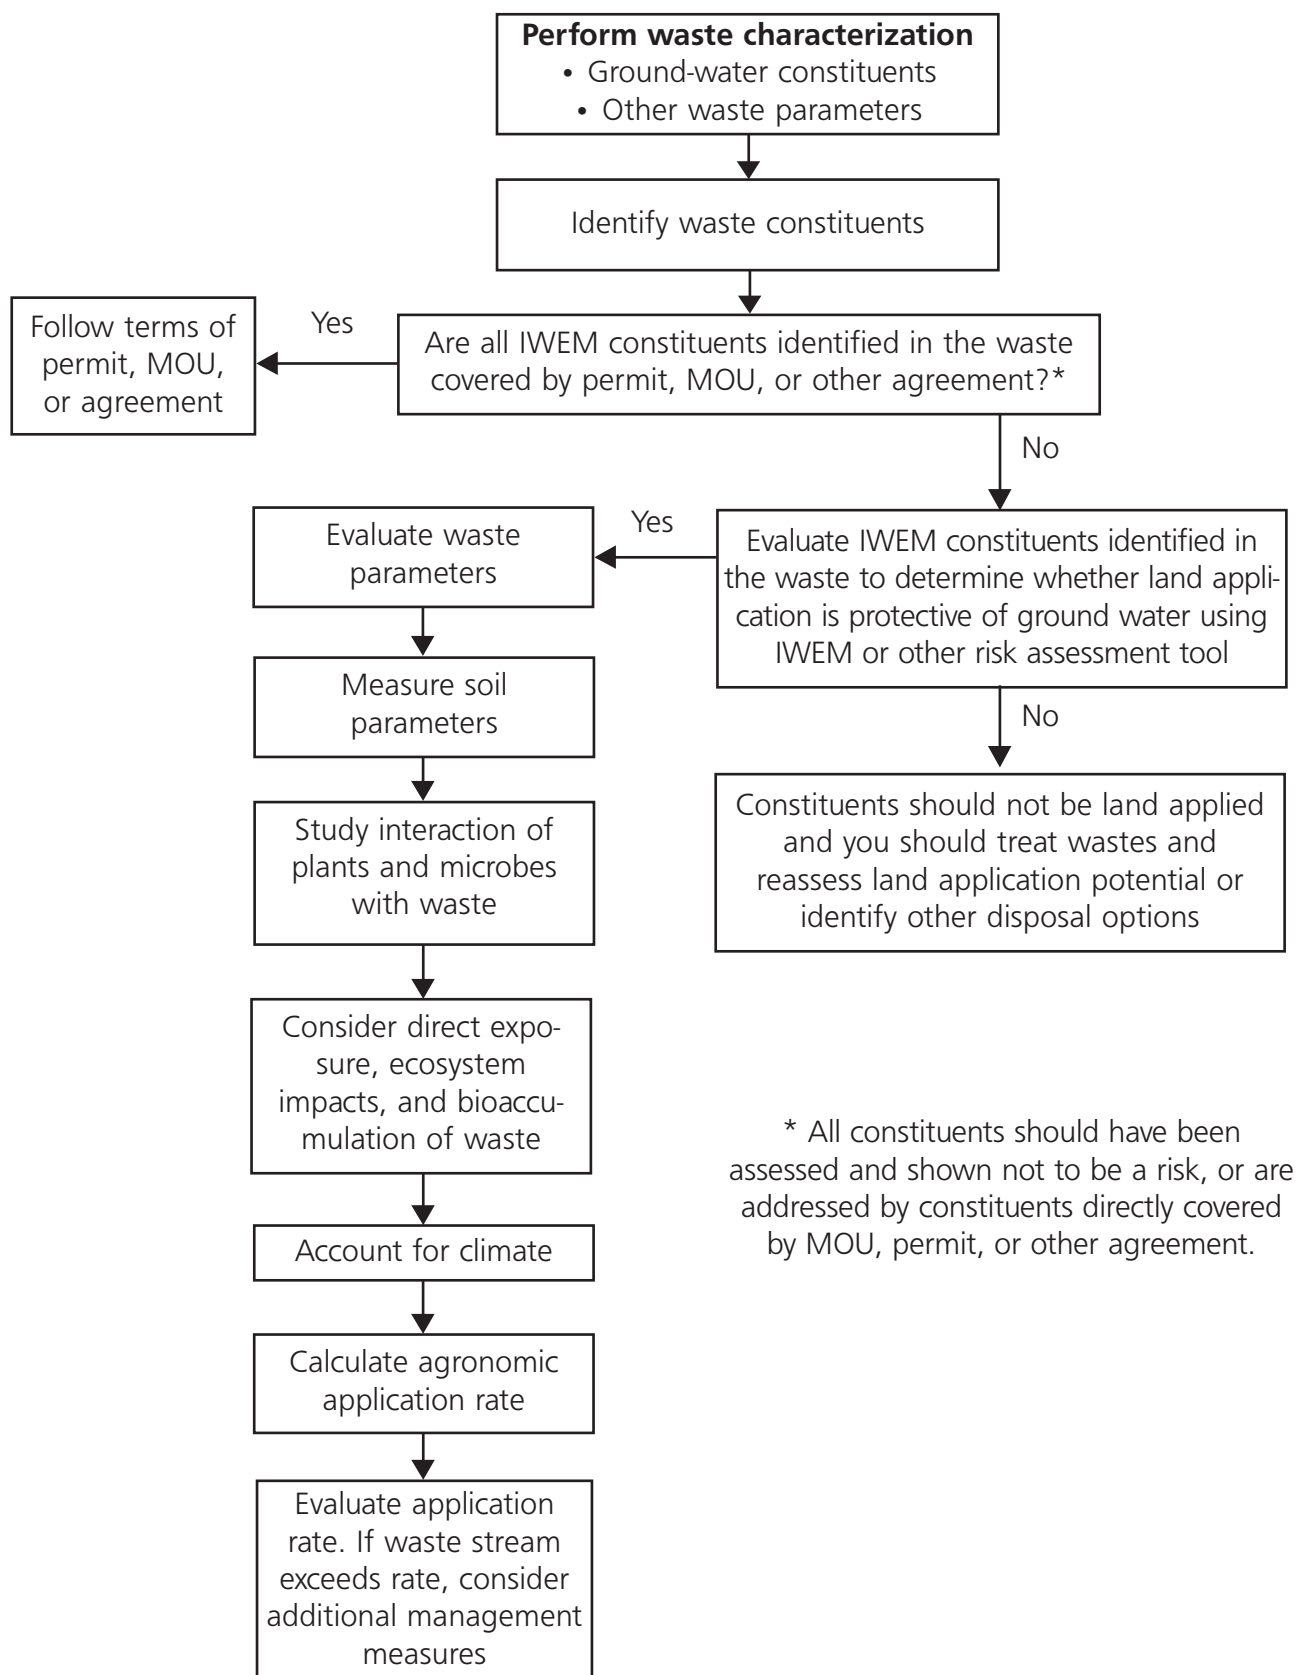 Perform waste characterization
• Ground-water constituents
• Other waste parameters
Identify waste constituents
Follow terms of
permit, MOU,
or agreement
Yes
Are all IWEM constituents identified in the waste
covered by permit, MOU, or other agreement?*
No
Evaluate waste
parameters
Yes
Evaluate IWEM constituents identified in
the waste to determine whether land appli-
cation is protective of ground water using
IWEM or other risk assessment tool
Measure soil
parameters
No
Study interaction of
plants and microbes
with waste
Constituents should not be land applied
and you should treat wastes and
reassess land application potential or
identify other disposal options
Consider direct expo-
sure, ecosystem
impacts, and bioaccu-
mulation of waste
* All constituents should have been
assessed and shown not to be a risk, or are
addressed by constituents directly covered
by MOU, permit, or other agreement.
Account for climate
Calculate agronomic
application rate
Evaluate application
rate. If waste stream
exceeds rate, consider
additional management
measures